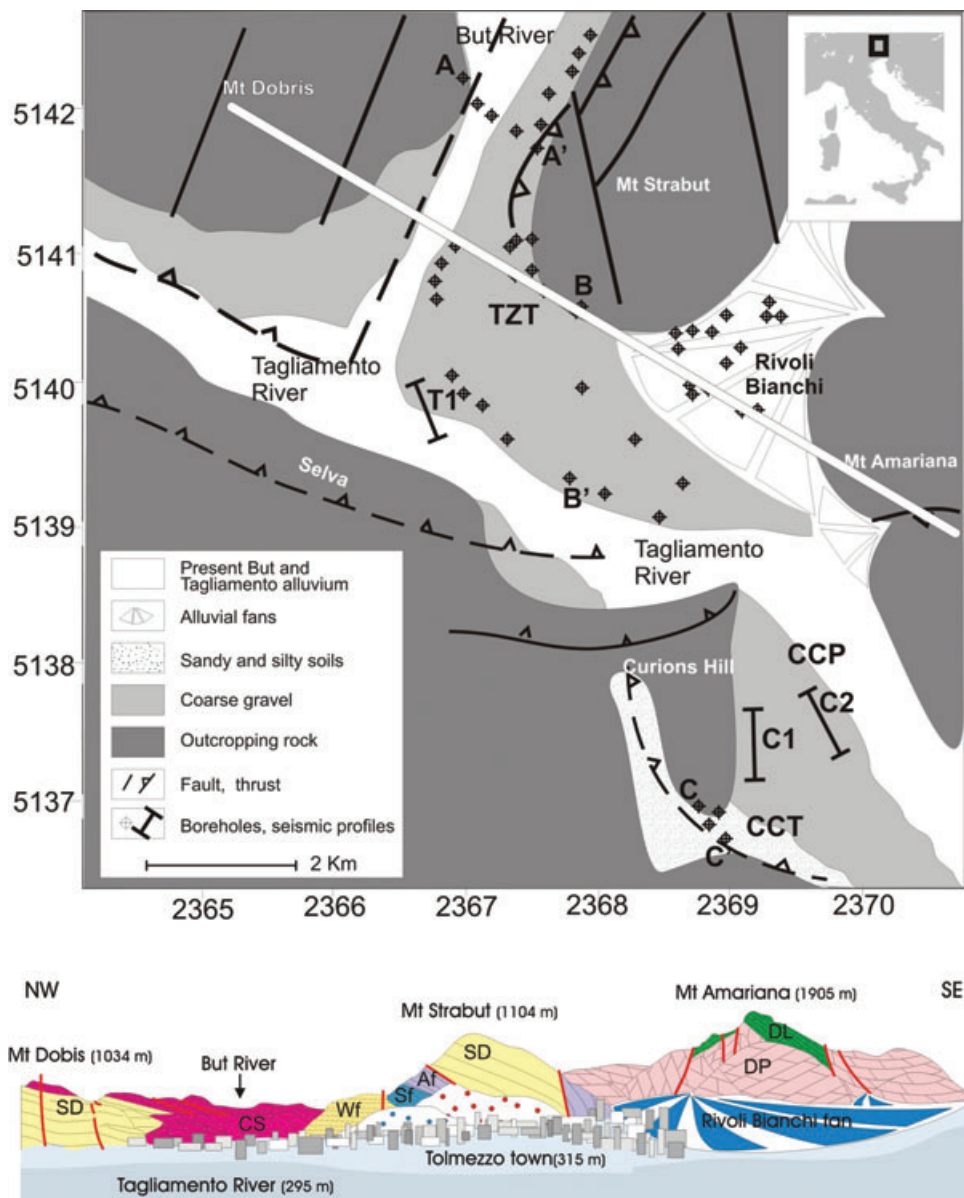 But River
A
Mt Dobris
5142
A'
Mt Strabut
5141
B
TZT
Tagliamento
River
5140
T1
Rivoli
Bianchi
Mt Amariana
Selva
B'
5139
Tagliamento
River
Present But and
Tagliamento alluvium
Alluvial fans
Sandy and silty soils
Coarse gravel
Outcropping rock
Fault, thrust
Boreholes, seismic profiles
2 Km
5138
Curions Hill
CCP
C2
C1
5137
C
CCT
C'
2365 2366 2367 2368 2369 2370
NW
SE
Mt Dobis (1034 m)
But River
Mt Strabut (1104 m)
Mt Amariana (1905 m)
DL
SD
DP
SD
Af
Sf
Wf
CS
Rivoli Bianchi fan
Tolmezzo town(315 m)
Tagliamento River (295 m)